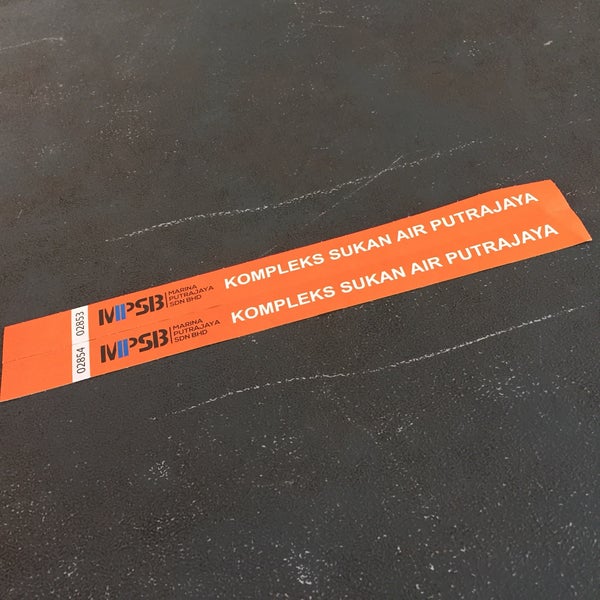 02853
MPSB
MARINA
PUTRAJAYA
SDN BHD
KOMPLEKS SUKAN AIR PUTRAJAYA
02854
MPSB
MARINA
PUTRAJAYA
SDN BHD
KOMPLEKS SUKAN AIR PUTRAJAYA